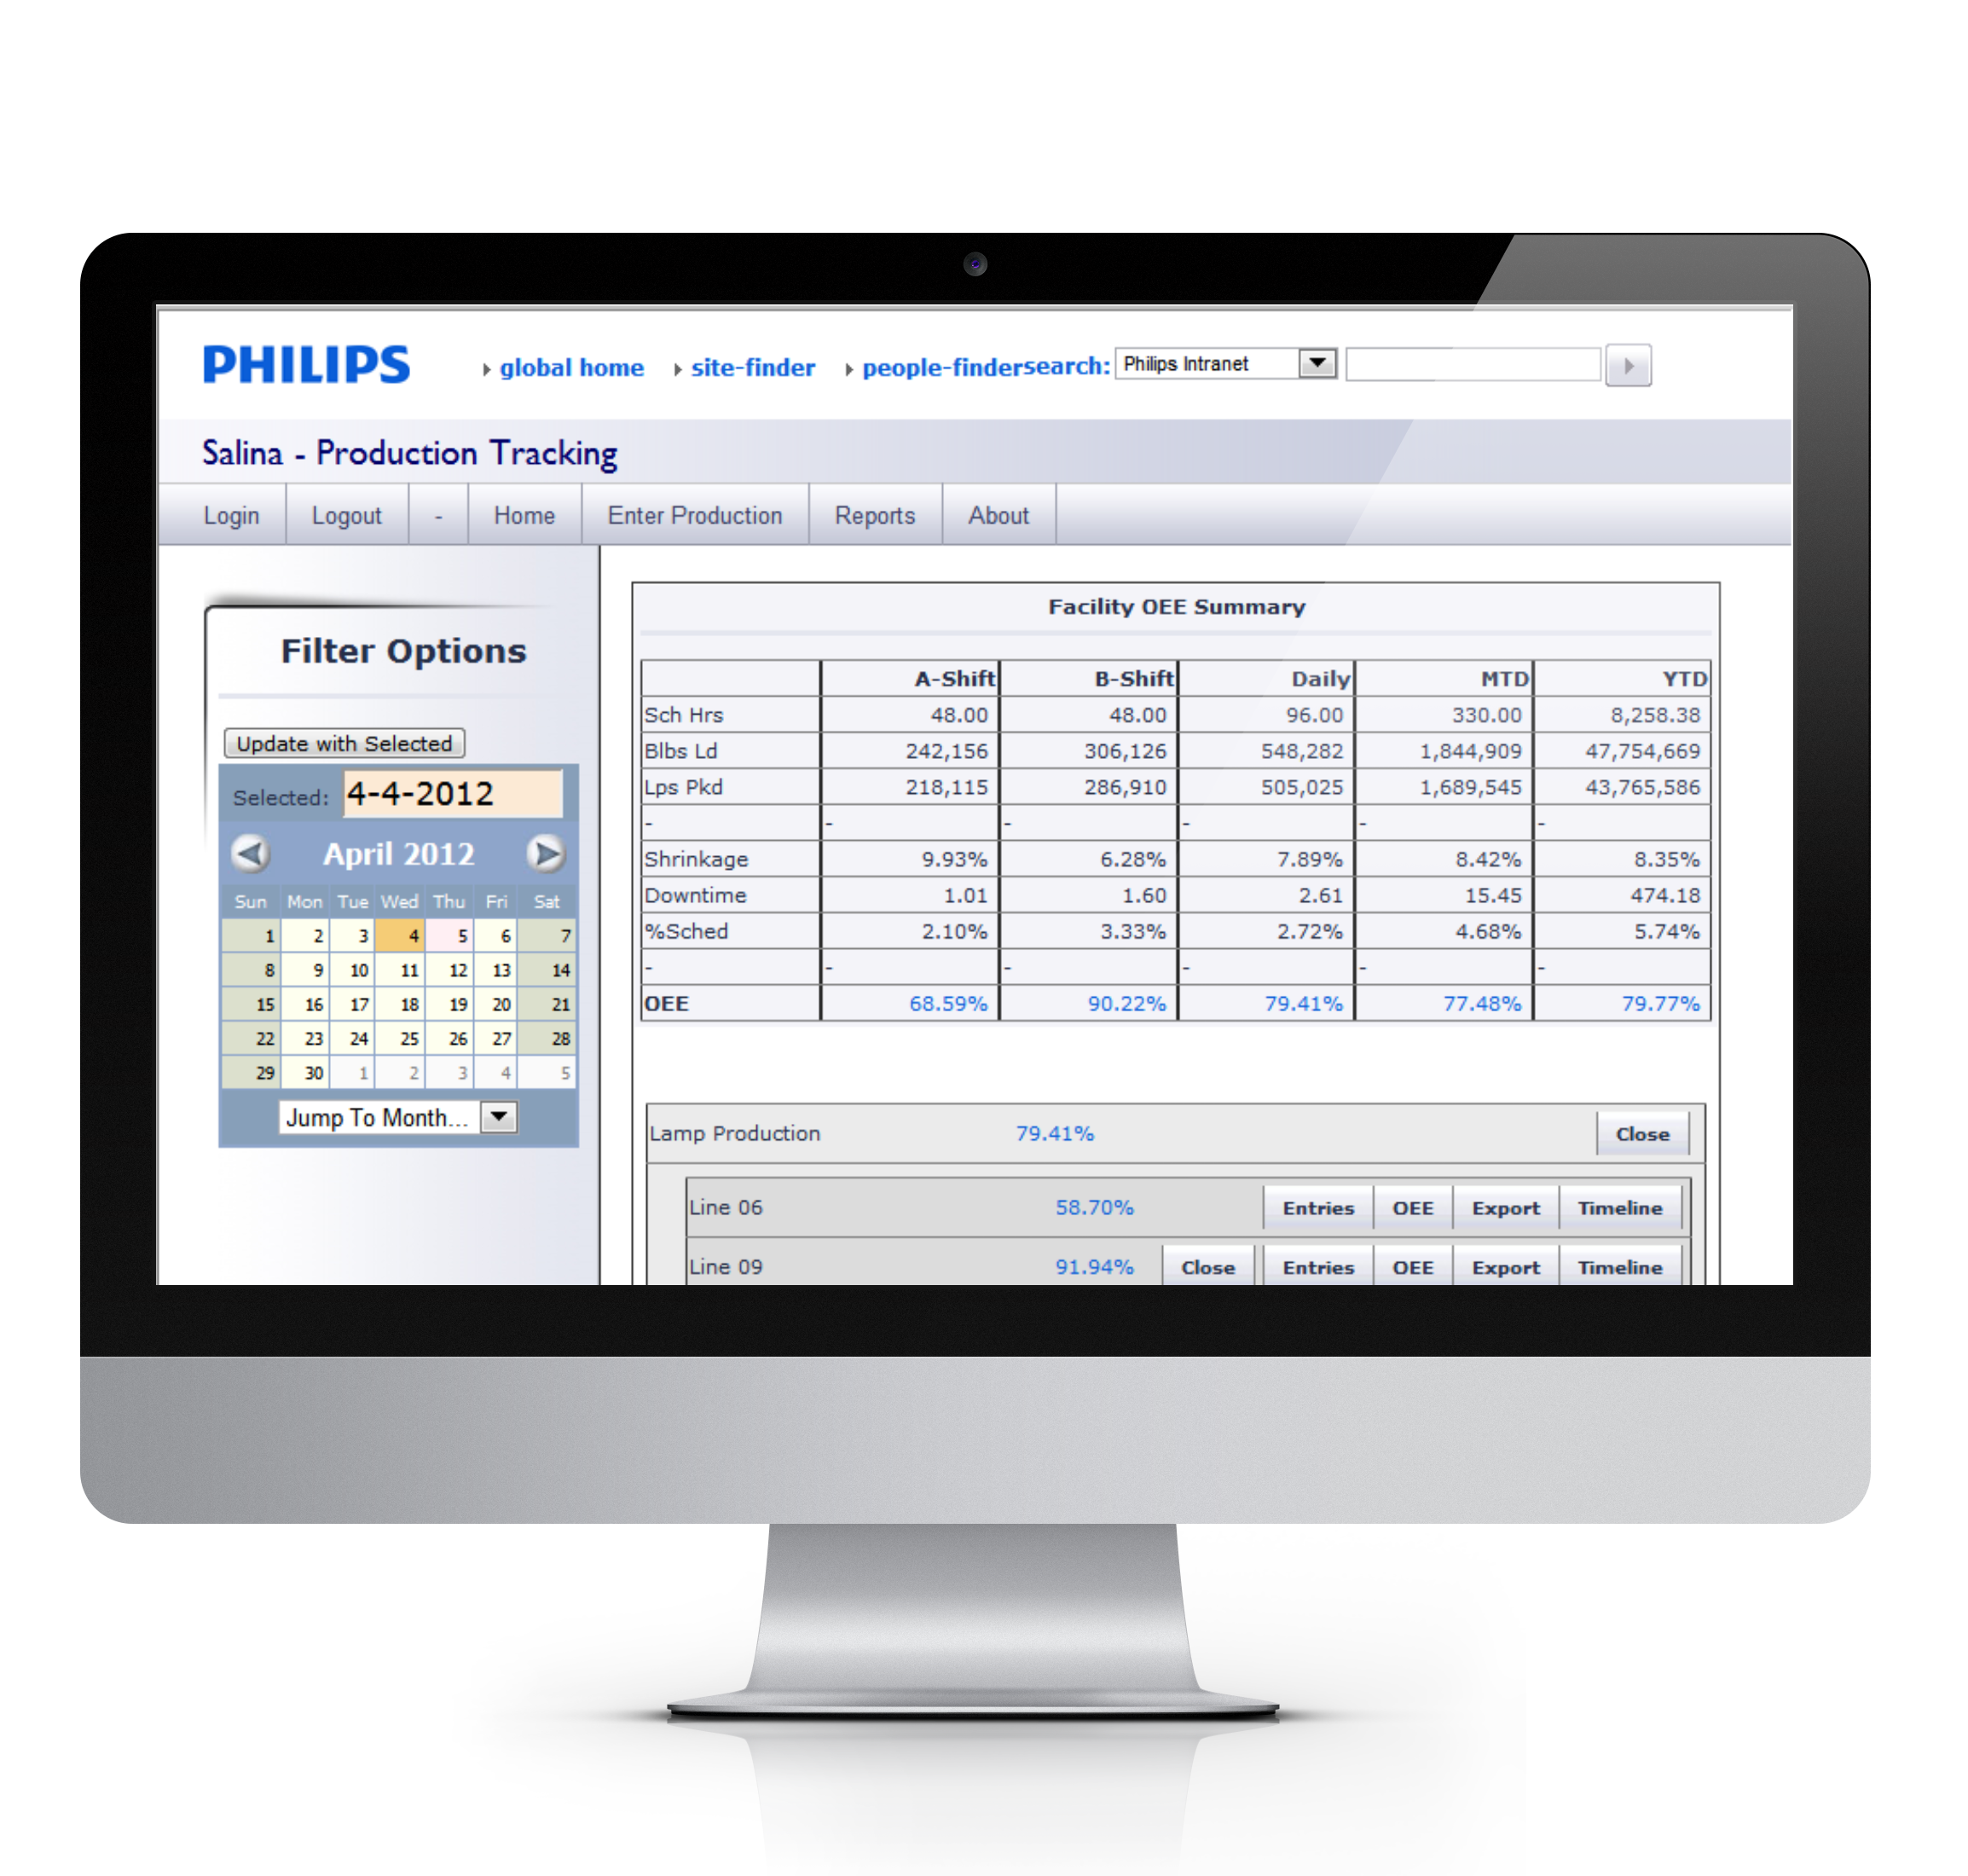 PHILIPS
global home site-finder people-finder search: Philips Intranet
Salina - Production Tracking
Login Logout - Home Enter Production Reports About
Filter Options
Update with Selected
Selected: 4-4-2012
April 2012
Sun Mon Tue Wed Thu Fri Sat
1 2 3 4 5 6 7
8 9 10 11 12 13 14
15 16 17 18 19 20 21
22 23 24 25 26 27 28
29 30 1 2 3 4 5
Jump To Month...
Facility OEE Summary
A-Shift B-Shift Daily MTD YTD
Sch Hrs 48.00 48.00 96.00 330.00 8,258.38
Blbs Ld 242,156 306,126 548,282 1,844,909 47,754,669
Lps Pkd 218,115 286,910 505,025 1,689,545 43,765,586
- - - - - -
Shrinkage 9.93% 6.28% 7.89% 8.42% 8.35%
Downtime 1.01 1.60 2.61 15.45 474.18
%Sched 2.10% 3.33% 2.72% 4.68% 5.74%
- - - - - -
OEE 68.59% 90.22% 79.41% 77.48% 79.77%
Lamp Production 79.41% Close
Line 06 58.70% Entries OEE Export Timeline
Line 09 91.94% Close Entries OEE Export Timeline